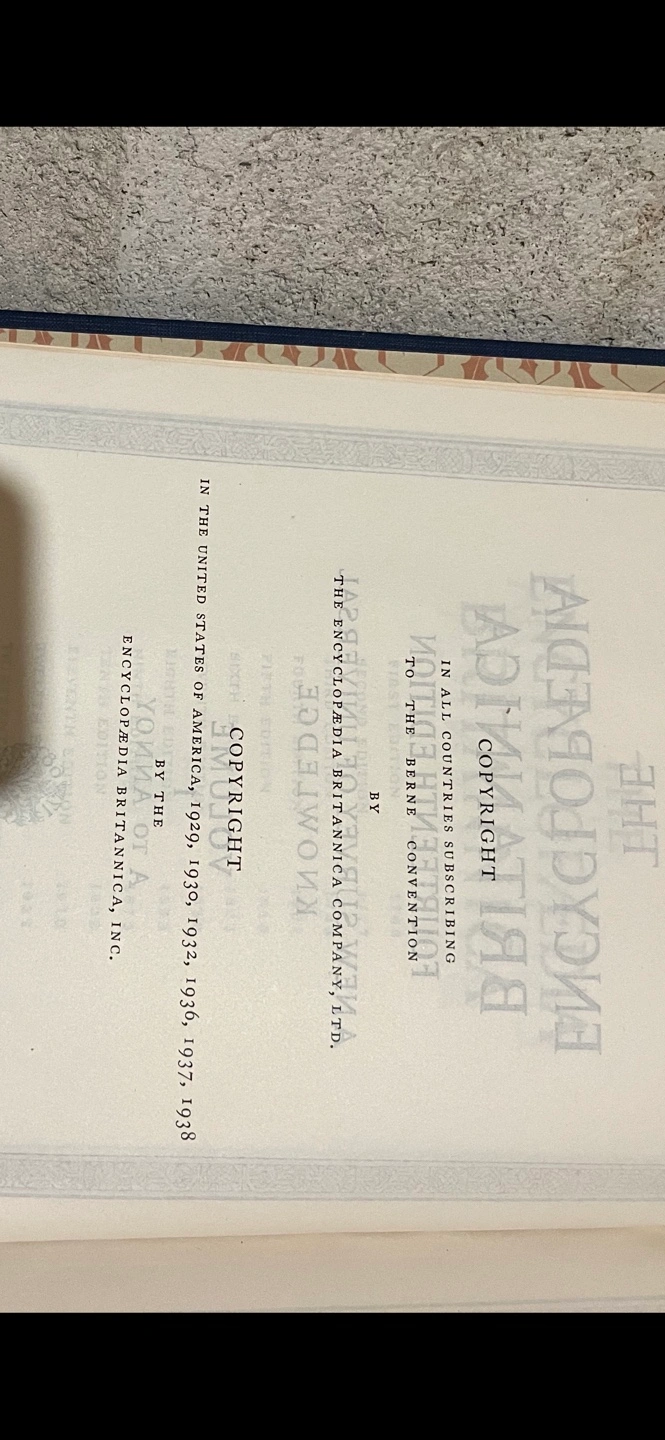 COPYRIGHT
IN ALL COUNTRIES SUBSCRIBING
TO THE BERNE CONVENTION
BY
THE ENCYCLOPÆDIA BRITANNICA COMPANY, LTD.
COPYRIGHT
IN THE UNITED STATES OF AMERICA, 1929, 1930, 1932, 1936, 1937, 1938
BY THE
ENCYCLOPÆDIA BRITANNICA, INC.